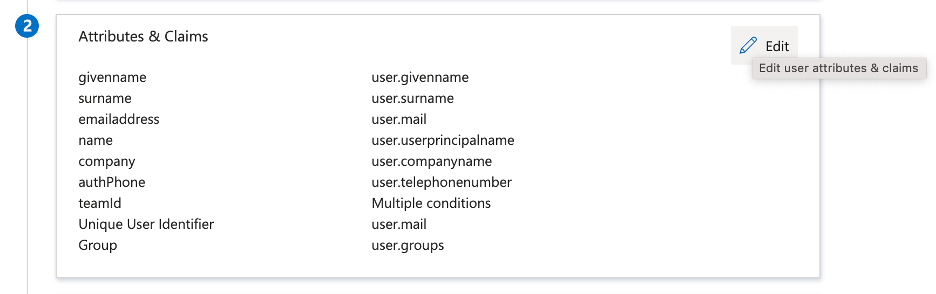 2
Attributes & Claims
Edit
Edit user attributes & claims
givenname user.givenname
surname user.surname
emailaddress user.mail
name user.userprincipalname
company user.companyname
authPhone user.telephonenumber
teamId Multiple conditions
Unique User Identifier user.mail
Group user.groups